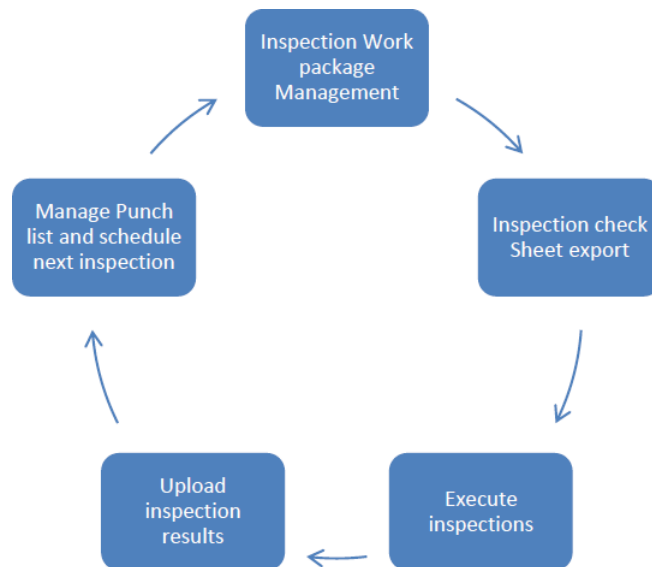 Inspection Work
package
Management
Manage Punch
list and schedule
next inspection
Inspection check
Sheet export
Upload
inspection
results
Execute
inspections